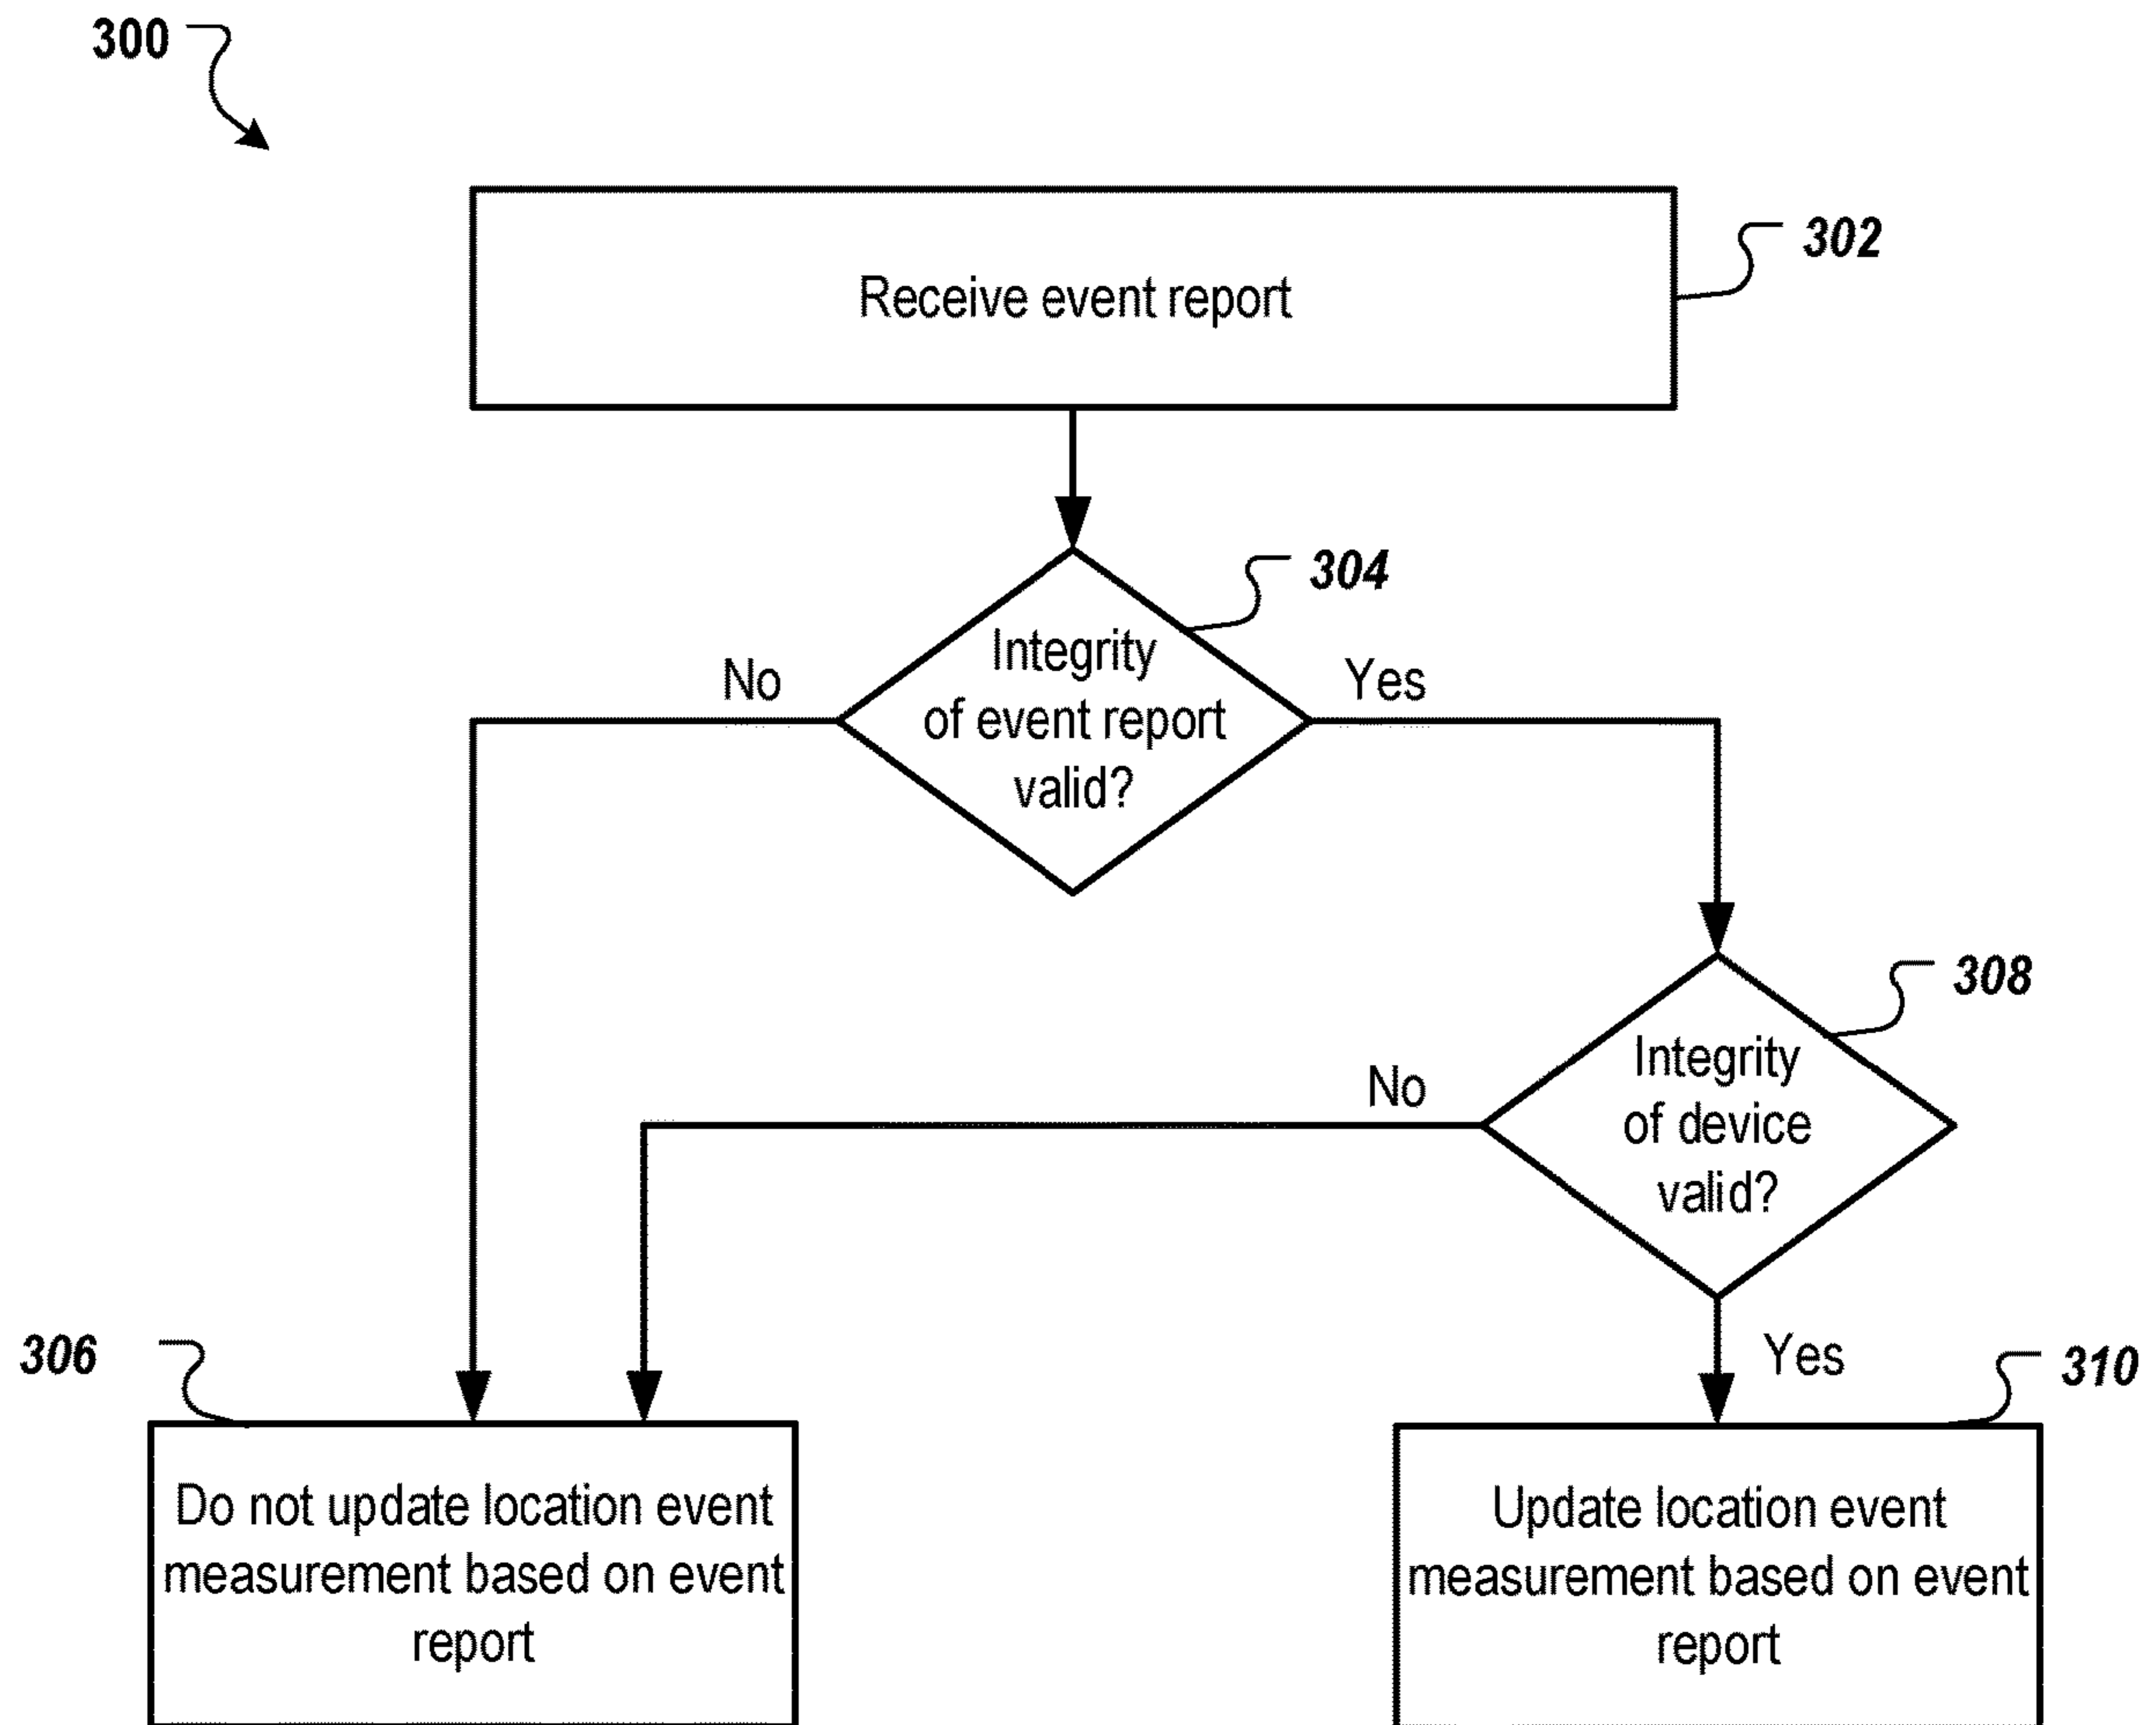 300
302
Receive event report
304
Integrity
of event report
valid?
No
Yes
308
Integrity
of device
valid?
No
Yes
306
310
Do not update location event
measurement based on event
report
Update location event
measurement based on event
report